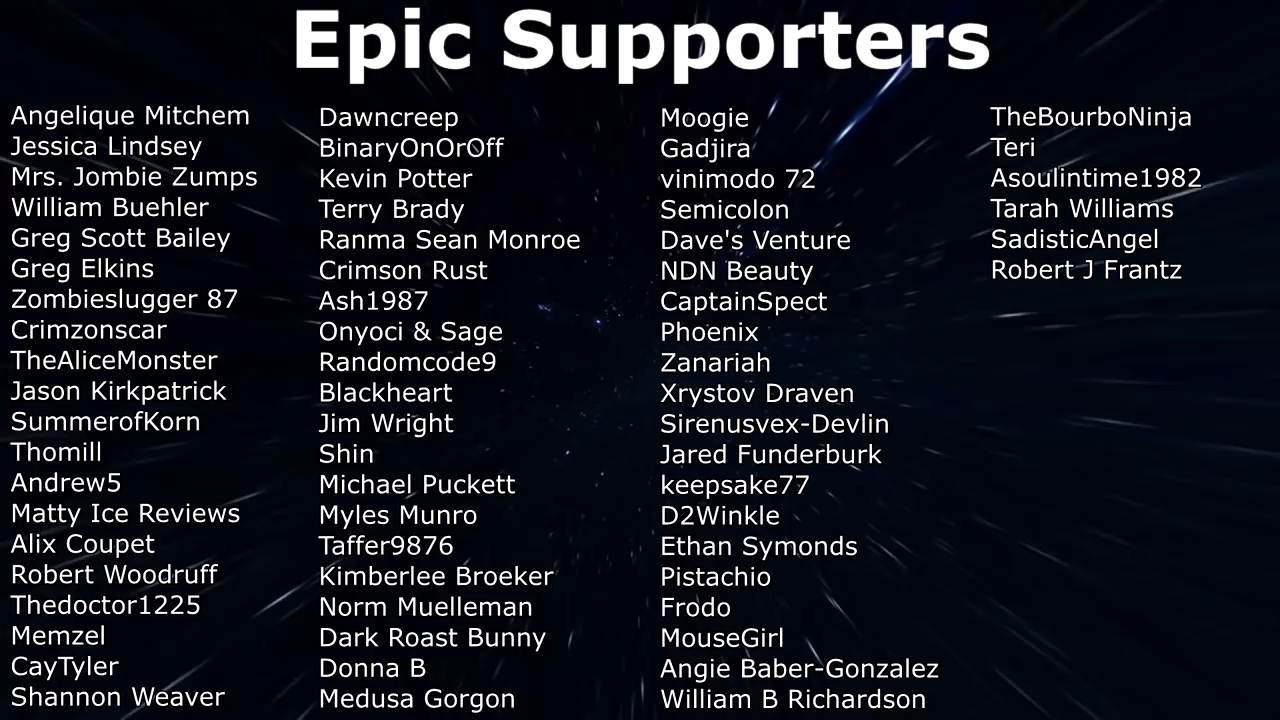 Epic Supporters
Angelique Mitchem
Jessica Lindsey
Mrs. Jombie Zumps
William Buehler
Greg Scott Bailey
Greg Elkins
Zombieslugger 87
Crimzonscar
TheAliceMonster
Jason Kirkpatrick
SummerofKorn
Thomill
Andrew5
Matty Ice Reviews
Alix Coupet
Robert Woodruff
Thedoctor1225
Memzel
CayTyler
Shannon Weaver
Dawncreep
BinaryOnOrOff
Kevin Potter
Terry Brady
Ranma Sean Monroe
Crimson Rust
Ash1987
Onyoci & Sage
Randomcode9
Blackheart
Jim Wright
Shin
Michael Puckett
Myles Munro
Taffer9876
Kimberlee Broeker
Norm Muelleman
Dark Roast Bunny
Donna B
Medusa Gorgon
Moogie
Gadjira
vinimodo 72
Semicolon
Dave's Venture
NDN Beauty
CaptainSpect
Phoenix
Zanariah
Xrystov Draven
Sirenusvex-Devlin
Jared Funderburk
keepsake77
D2Winkle
Ethan Symonds
Pistachio
Frodo
MouseGirl
Angie Baber-Gonzalez
William B Richardson
TheBourboNinja
Teri
Asoulintime1982
Tarah Williams
SadisticAngel
Robert J Frantz